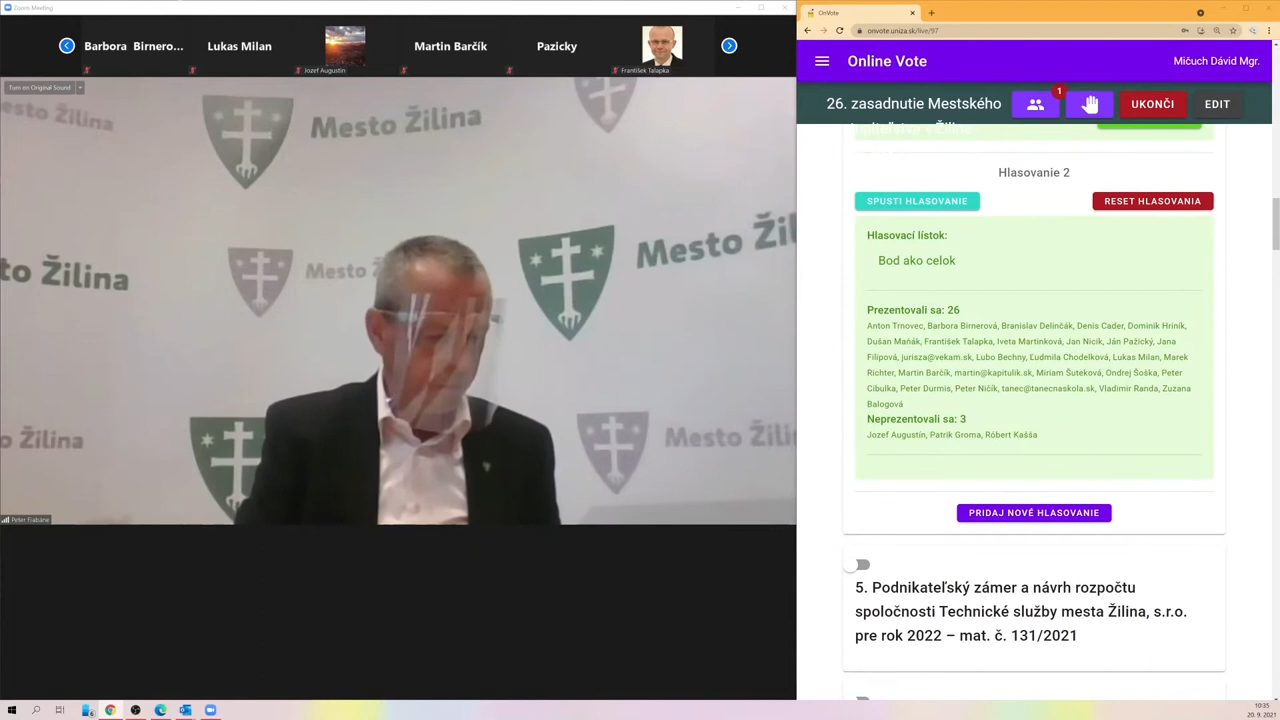 Zoom Meeting
Barbora Birnero...
Lukas Milan
Jozef Augustín
Martin Barčík
Pazicky
František Talapka
Turn on Original Sound
Mesto Žilina
Mesto Žilina
to Žilina
Mesto
to Žilina
Mesto Žilina
Peter Fiabáne
OnVote
onvote.uniza.sk/live/97
Online Vote
Mičuch Dávid Mgr.
26. zasadnutie Mestského
1
UKONČI
EDIT
Hlasovanie 2
SPUSTI HLASOVANIE
RESET HLASOVANIA
Hlasovací lístok:
Bod ako celok
Prezentovali sa: 26
Anton Trnovec, Barbora Birnerová, Branislav Delinčák, Denis Cader, Dominik Hriník,
Dušan Maňák, František Talapka, Iveta Martinková, Jan Nicik, Ján Pažický, Jana
Filipová, jurisza@vekam.sk, Lubo Bechny, Ľudmila Chodelková, Lukas Milan, Marek
Richter, Martin Barčík, martin@kapitulik.sk, Miriam Šuteková, Ondrej Šoška, Peter
Cibulka, Peter Durmis, Peter Ničík, tanec@tanecnaskola.sk, Vladimir Randa, Zuzana
Balogová
Neprezentovali sa: 3
Jozef Augustín, Patrik Groma, Róbert Kašša
PRIDAJ NOVÉ HLASOVANIE
5. Podnikateľský zámer a návrh rozpočtu
spoločnosti Technické služby mesta Žilina, s.r.o.
pre rok 2022 – mat. č. 131/2021
10:35
20. 9. 2021